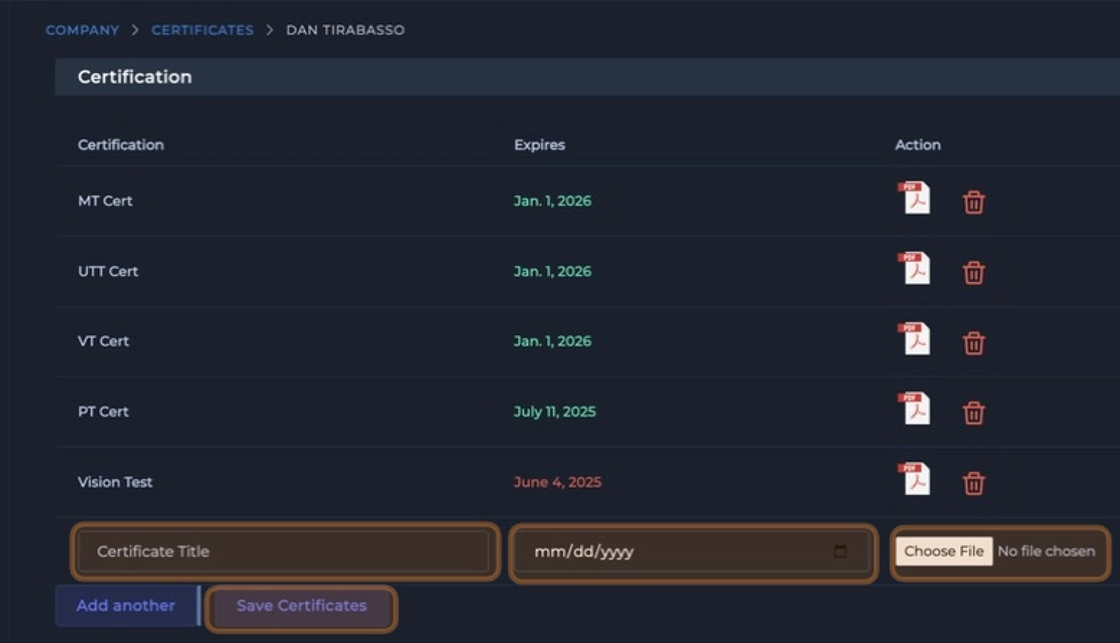 COMPANY > CERTIFICATES > DAN TIRABASSO
Certification
Certification Expires Action
MT Cert Jan. 1, 2026 PDF
UTT Cert Jan. 1, 2026 PDF
VT Cert Jan. 1, 2026 PDF
PT Cert July 11, 2025 PDF
Vision Test June 4, 2025 PDF
Certificate Title mm/dd/yyyy Choose File No file chosen
Add another Save Certificates